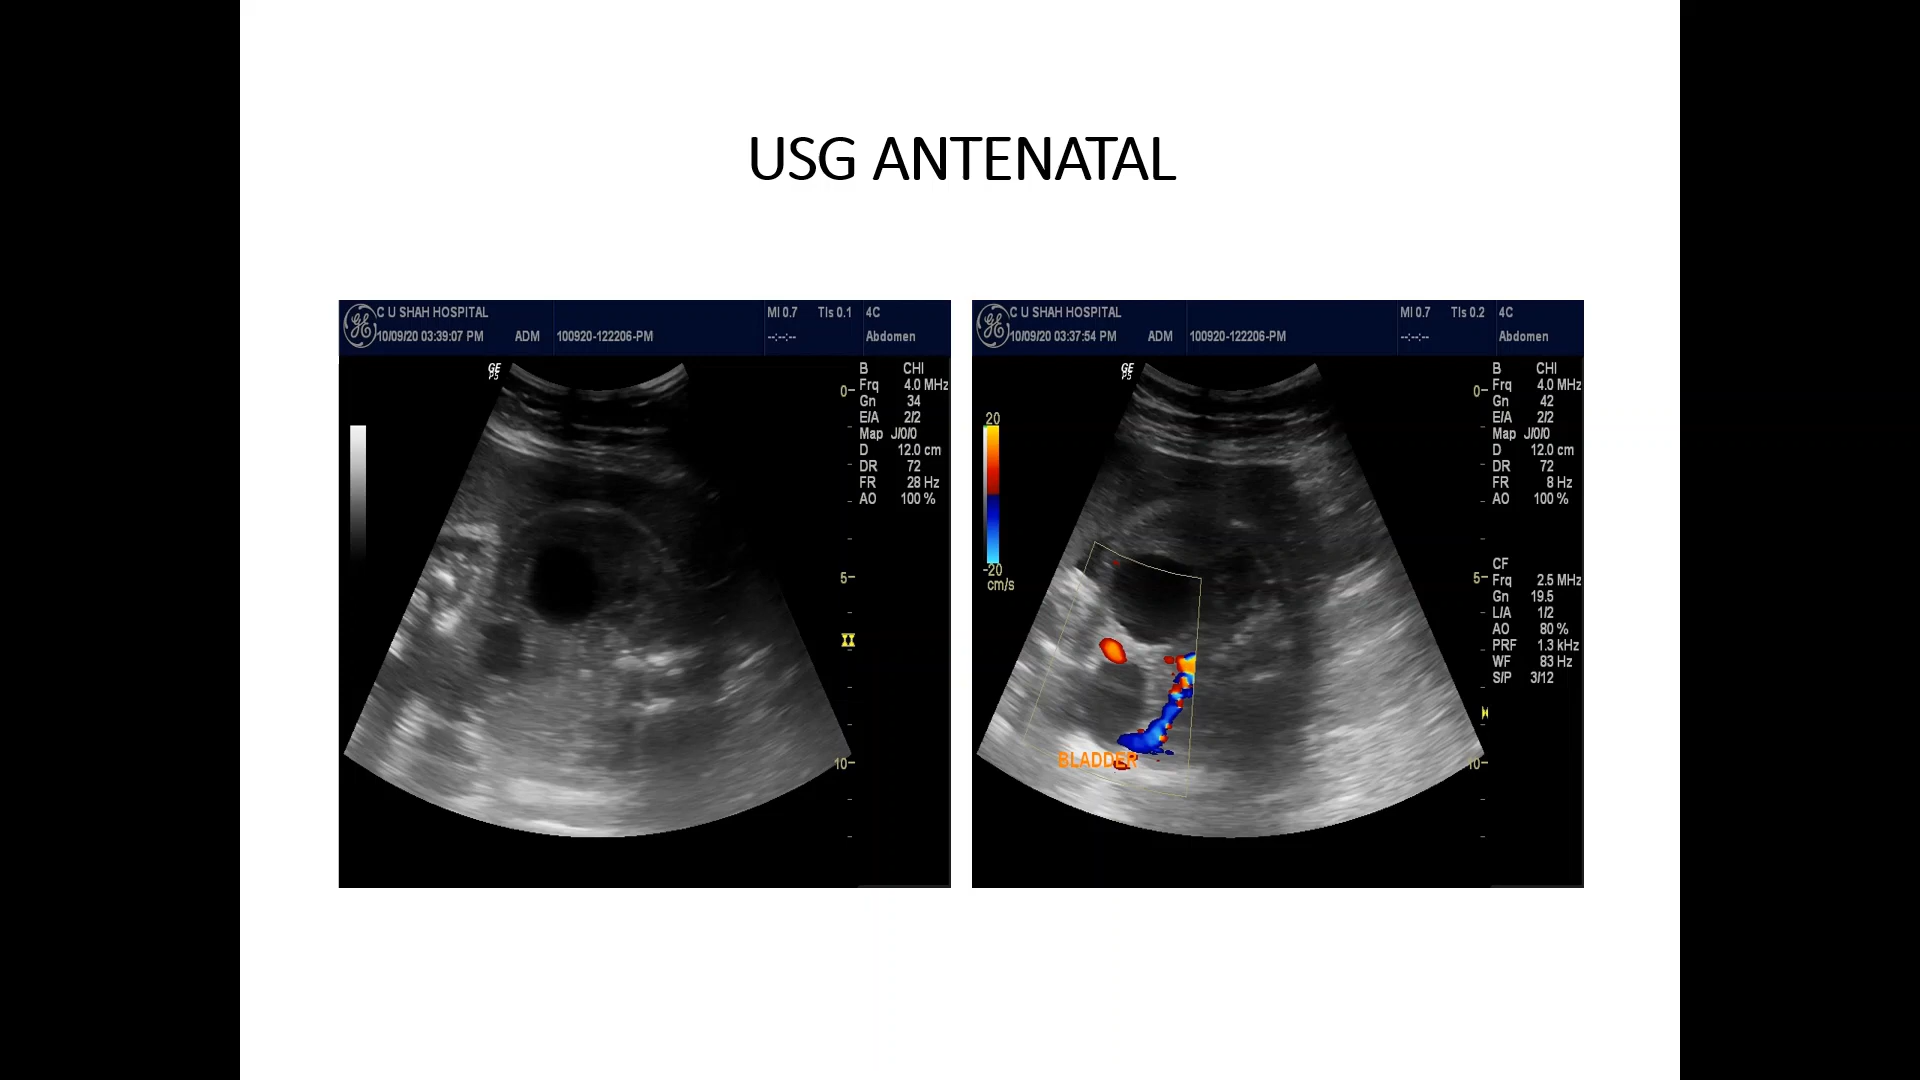 USG ANTENATAL
C U SHAH HOSPITAL
10/09/20 03:39:07 PM ADM 100920-122206-PM
MI 0.7 TIs 0.1 4C
--:--:-- Abdomen
GE
B CHI
Frq 4.0 MHz
Gn 34
E/A 2/2
Map J/0/0
D 12.0 cm
DR 72
FR 28 Hz
AO 100 %
0
5
10
C U SHAH HOSPITAL
10/09/20 03:37:54 PM ADM 100920-122206-PM
MI 0.7 TIs 0.2 4C
--:--:-- Abdomen
GE
20
-20
cm/s
B CHI
Frq 4.0 MHz
Gn 42
E/A 2/2
Map J/0/0
D 12.0 cm
DR 72
FR 8 Hz
AO 100 %
CF
Frq 2.5 MHz
Gn 19.5
L/A 1/2
AO 80 %
PRF 1.3 kHz
WF 83 Hz
S/P 3/12
0
5
10
BLADDER